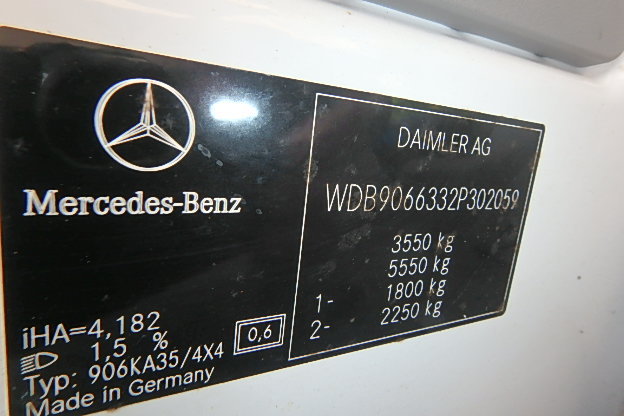 Mercedes-Benz
iHA=4,182
1,5 %
0,6
Typ: 906KA35/4X4
Made in Germany
DAIMLER AG
WDB9066332P302059
3550 kg
5550 kg
1- 1800 kg
2- 2250 kg